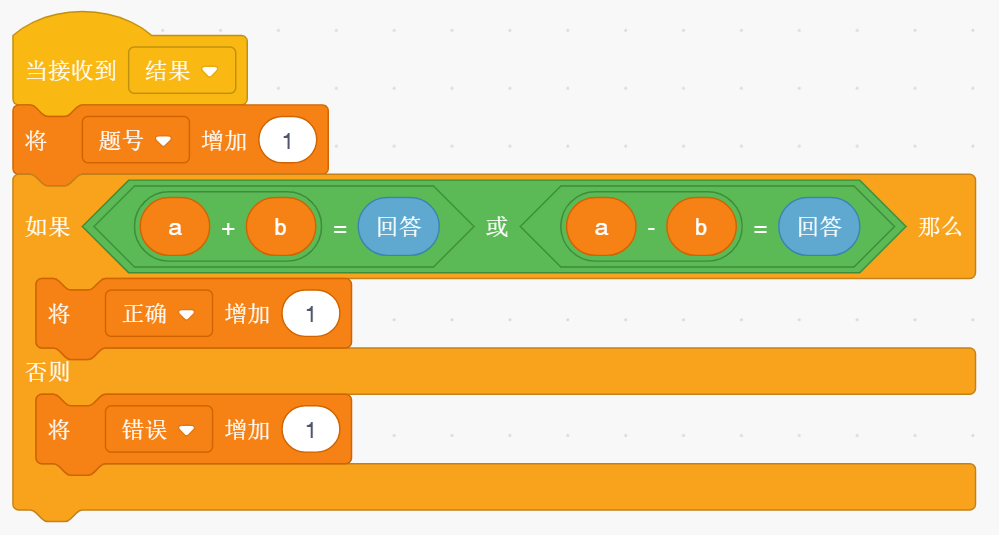 当接收到 结果
将 题号 增加 1
如果 a + b = 回答 或 a - b = 回答 那么
将 正确 增加 1
否则
将 错误 增加 1